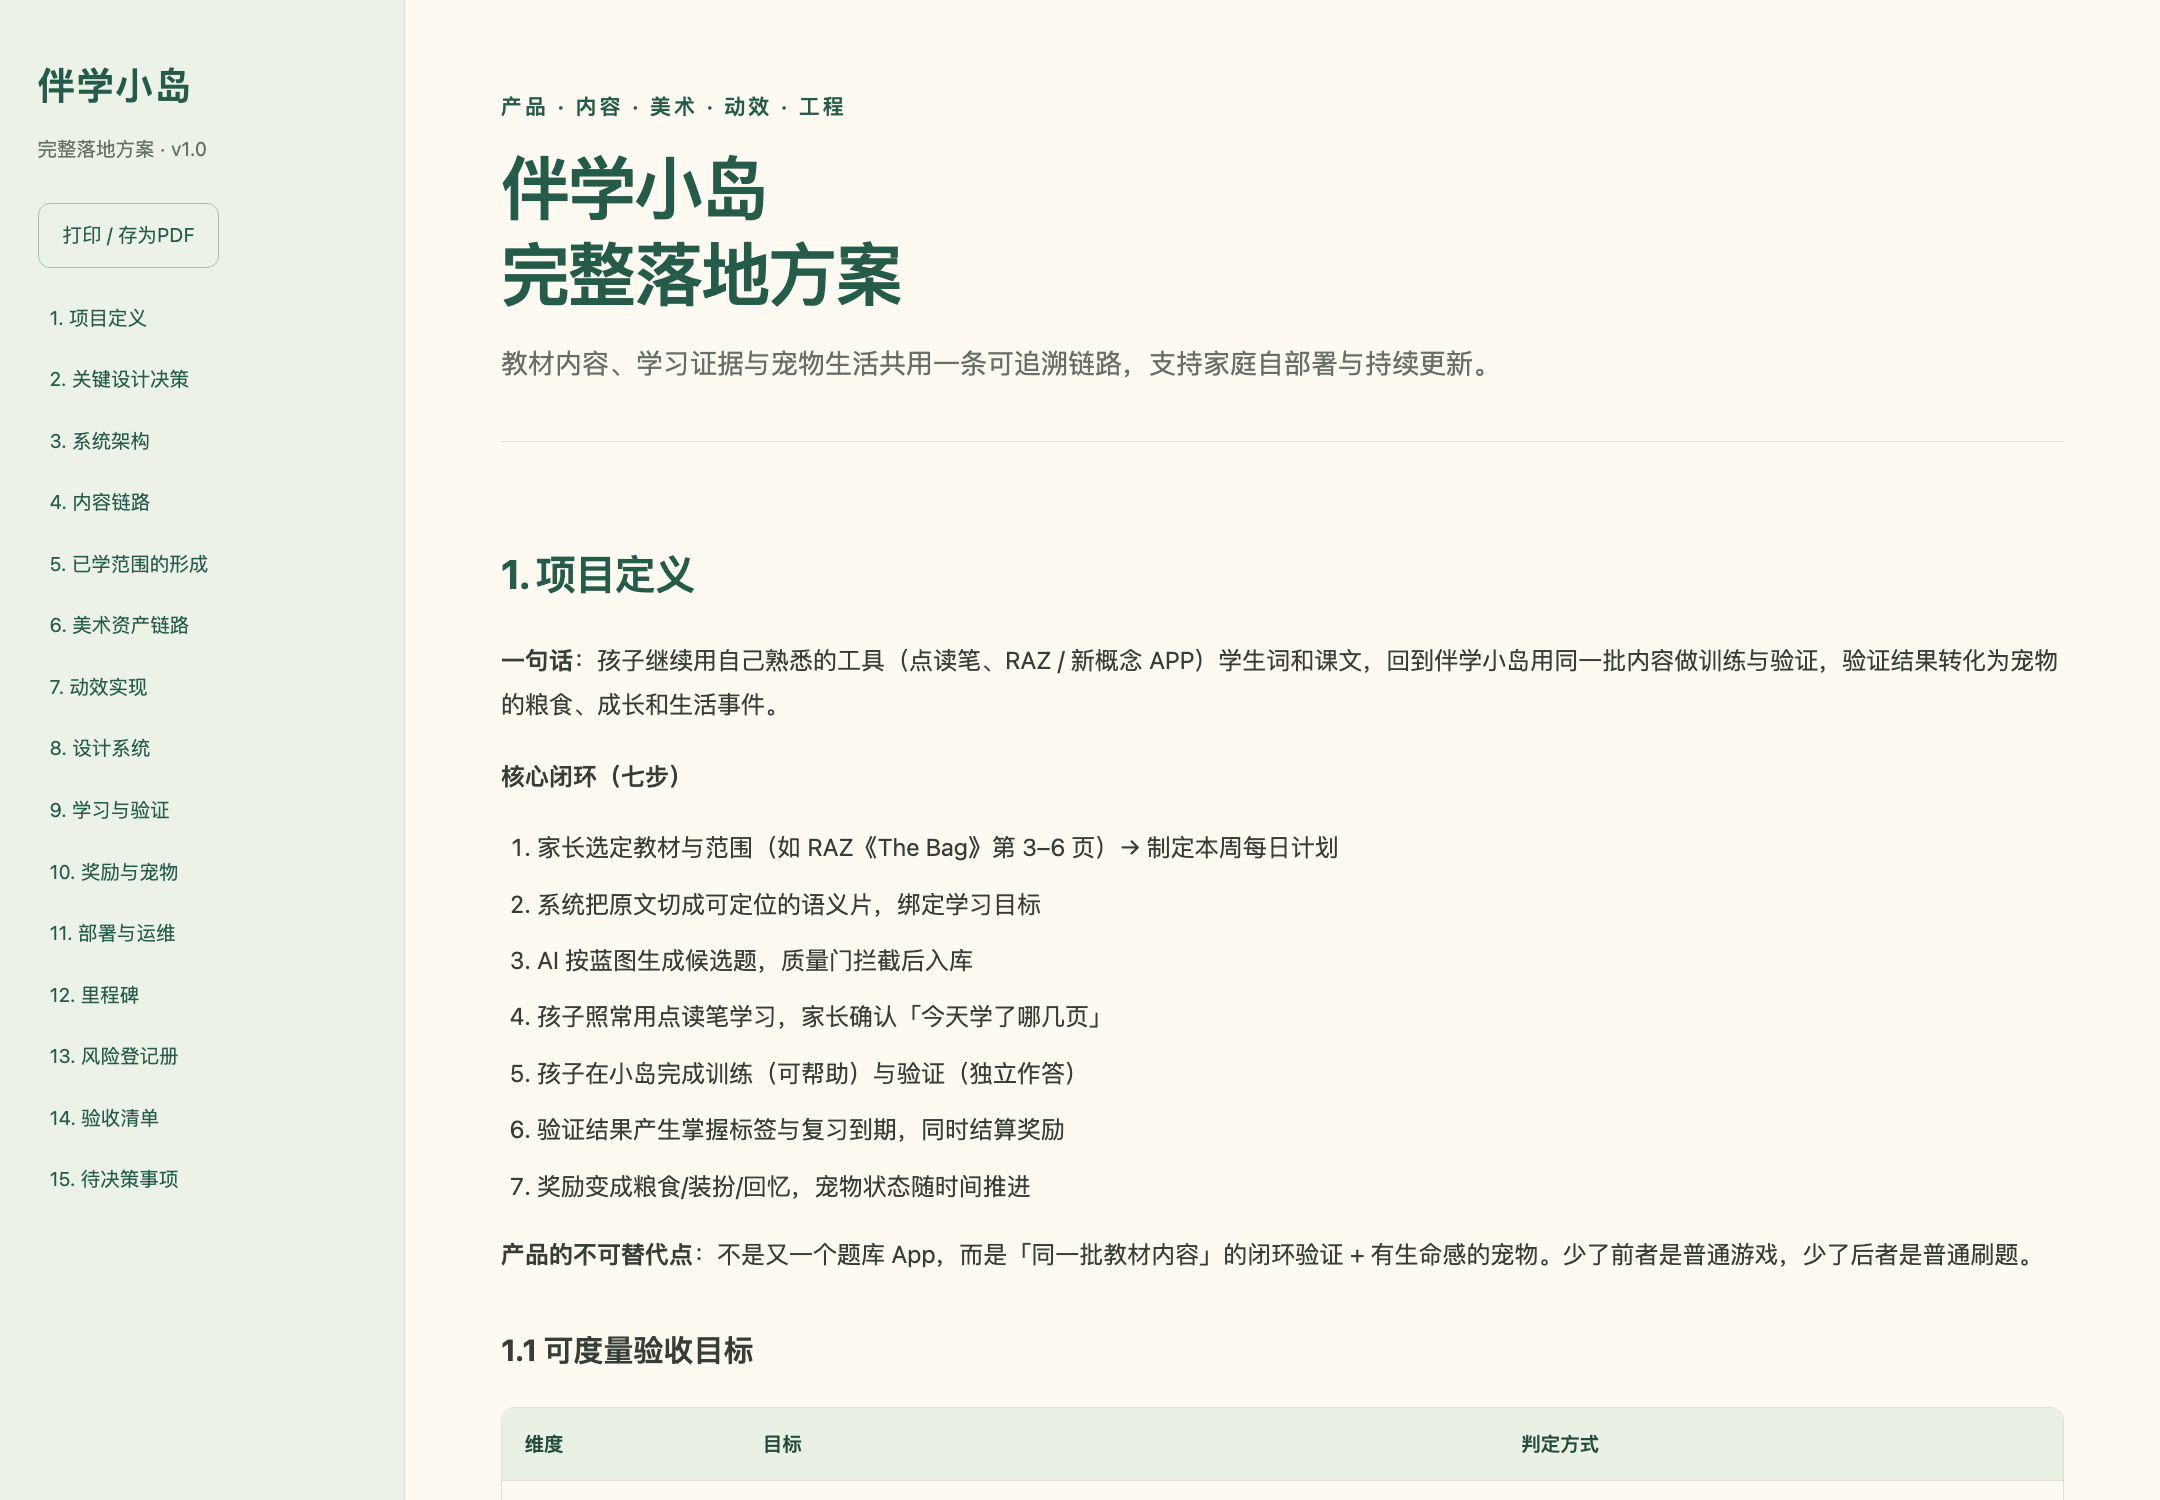 伴学小岛
完整落地方案 · v1.0
打印 / 存为PDF
1. 项目定义
2. 关键设计决策
3. 系统架构
4. 内容链路
5. 已学范围的形成
6. 美术资产链路
7. 动效实现
8. 设计系统
9. 学习与验证
10. 奖励与宠物
11. 部署与运维
12. 里程碑
13. 风险登记册
14. 验收清单
15. 待决策事项
产品 · 内容 · 美术 · 动效 · 工程
伴学小岛
完整落地方案
教材内容、学习证据与宠物生活共用一条可追溯链路，支持家庭自部署与持续更新。
1. 项目定义
一句话：孩子继续用自己熟悉的工具（点读笔、RAZ / 新概念 APP）学生词和课文，回到伴学小岛用同一批内容做训练与验证，验证结果转化为宠物
的粮食、成长和生活事件。
核心闭环（七步）
1. 家长选定教材与范围（如 RAZ《The Bag》第 3–6 页）→ 制定本周每日计划
2. 系统把原文切成可定位的语义片，绑定学习目标
3. AI 按蓝图生成候选题，质量门拦截后入库
4. 孩子照常用点读笔学习，家长确认「今天学了哪几页」
5. 孩子在小岛完成训练（可帮助）与验证（独立作答）
6. 验证结果产生掌握标签与复习到期，同时结算奖励
7. 奖励变成粮食/装扮/回忆，宠物状态随时间推进
产品的不可替代点：不是又一个题库 App，而是「同一批教材内容」的闭环验证 + 有生命感的宠物。少了前者是普通游戏，少了后者是普通刷题。
1.1 可度量验收目标
维度 目标 判定方式